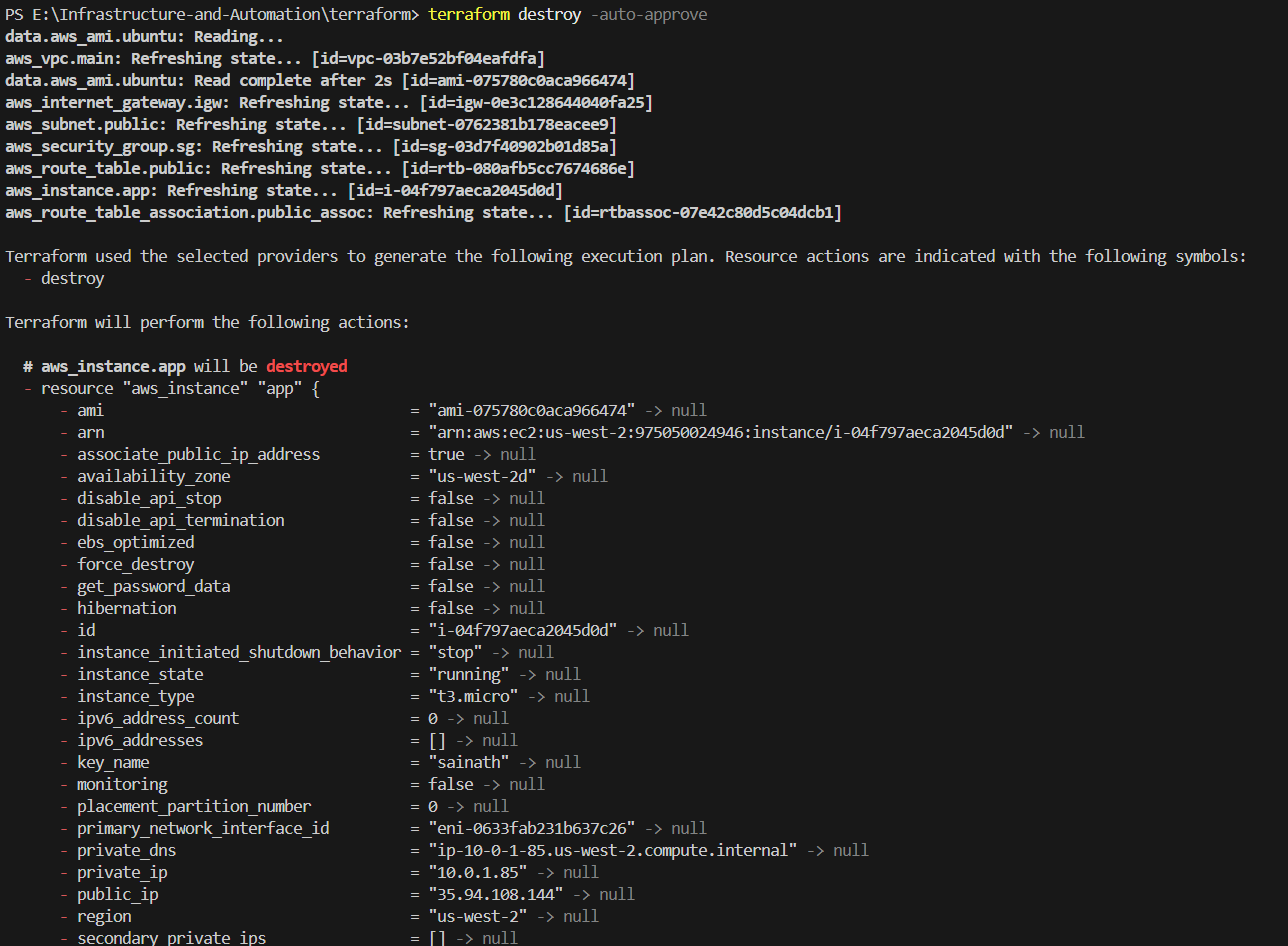 PS E:\Infrastructure-and-Automation\terraform> terraform destroy -auto-approve
data.aws_ami.ubuntu: Reading...
aws_vpc.main: Refreshing state... [id=vpc-03b7e52bf04eafdfa]
data.aws_ami.ubuntu: Read complete after 2s [id=ami-075780c0aca966474]
aws_internet_gateway.igw: Refreshing state... [id=igw-0e3c128644040fa25]
aws_subnet.public: Refreshing state... [id=subnet-0762381b178eacee9]
aws_security_group.sg: Refreshing state... [id=sg-03d7f40902b01d85a]
aws_route_table.public: Refreshing state... [id=rtb-080afb5cc7674686e]
aws_instance.app: Refreshing state... [id=i-04f797aeca2045d0d]
aws_route_table_association.public_assoc: Refreshing state... [id=rtbassoc-07e42c80d5c04dcb1]
Terraform used the selected providers to generate the following execution plan. Resource actions are indicated with the following symbols:
  - destroy
Terraform will perform the following actions:
  # aws_instance.app will be destroyed
  - resource "aws_instance" "app" {
      - ami                                  = "ami-075780c0aca966474" -> null
      - arn                                  = "arn:aws:ec2:us-west-2:975050024946:instance/i-04f797aeca2045d0d" -> null
      - associate_public_ip_address          = true -> null
      - availability_zone                    = "us-west-2d" -> null
      - disable_api_stop                     = false -> null
      - disable_api_termination              = false -> null
      - ebs_optimized                        = false -> null
      - force_destroy                        = false -> null
      - get_password_data                    = false -> null
      - hibernation                          = false -> null
      - id                                   = "i-04f797aeca2045d0d" -> null
      - instance_initiated_shutdown_behavior = "stop" -> null
      - instance_state                       = "running" -> null
      - instance_type                        = "t3.micro" -> null
      - ipv6_address_count                   = 0 -> null
      - ipv6_addresses                       = [] -> null
      - key_name                             = "sainath" -> null
      - monitoring                           = false -> null
      - placement_partition_number           = 0 -> null
      - primary_network_interface_id         = "eni-0633fab231b637c26" -> null
      - private_dns                          = "ip-10-0-1-85.us-west-2.compute.internal" -> null
      - private_ip                           = "10.0.1.85" -> null
      - public_ip                            = "35.94.108.144" -> null
      - region                               = "us-west-2" -> null
      - secondary_private_ips                = [] -> null